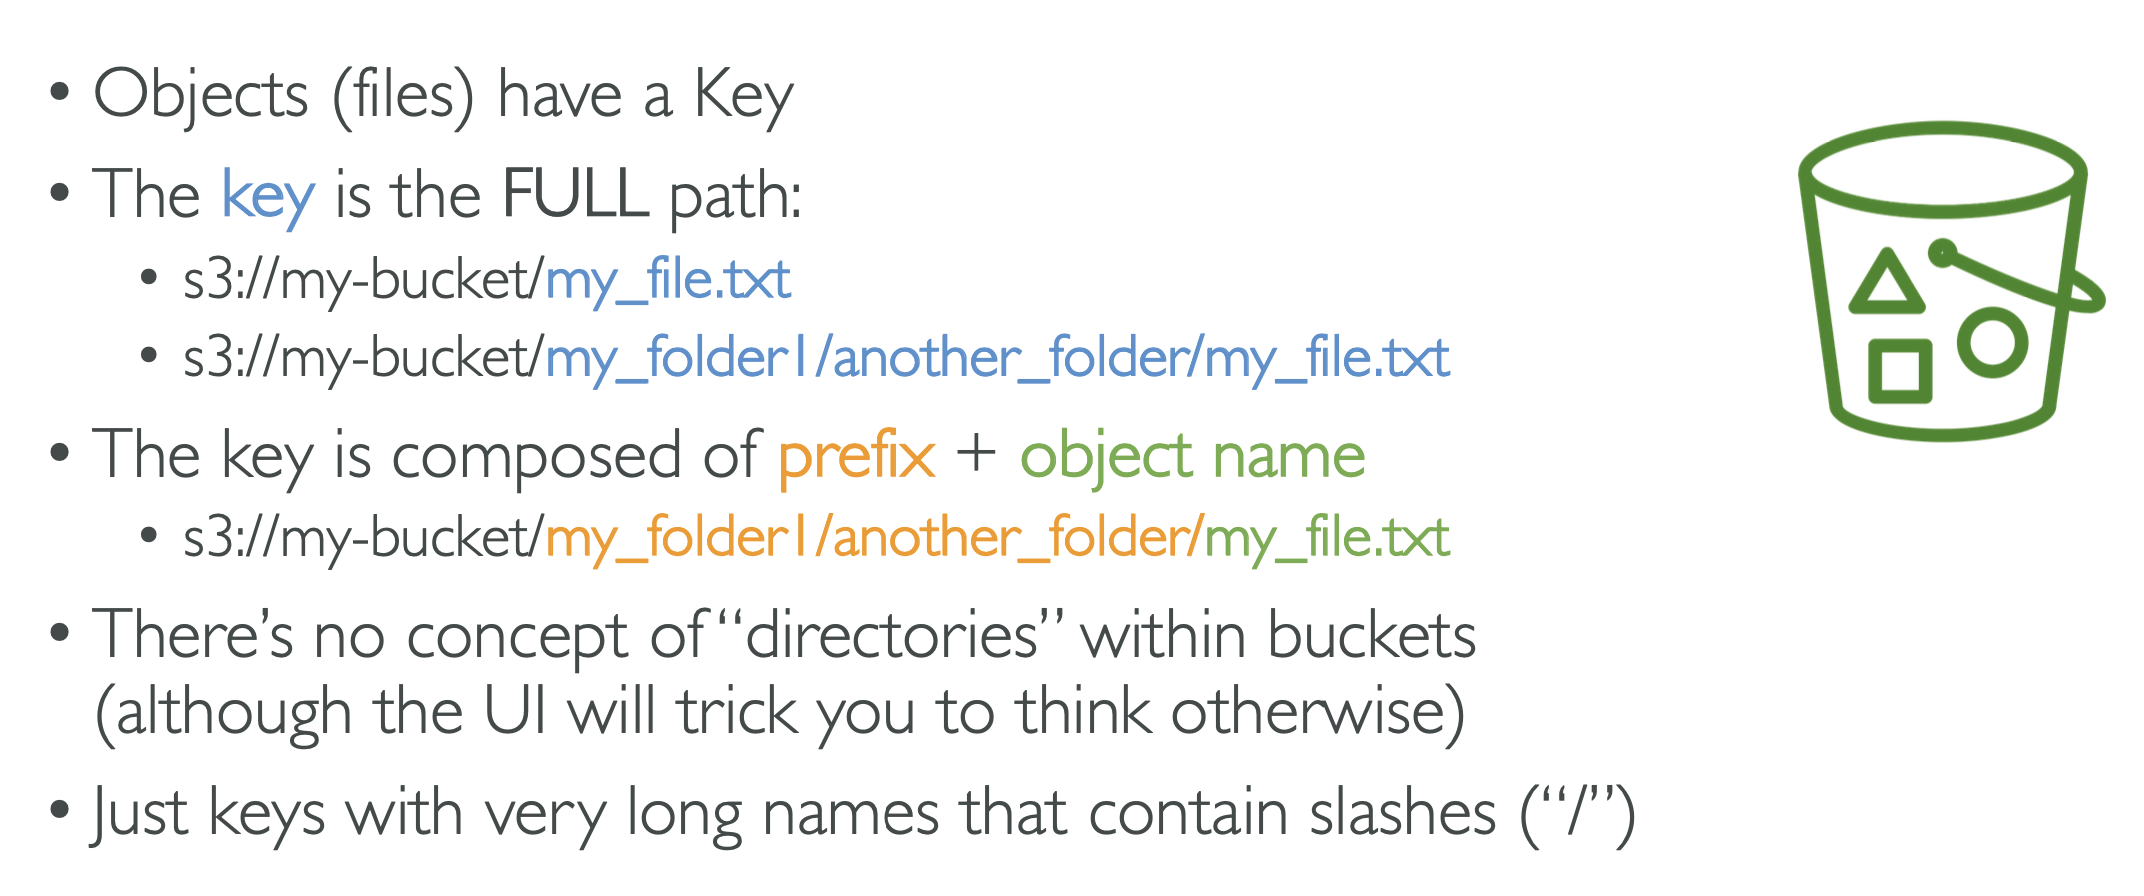 • Objects (files) have a Key
• The key is the FULL path:
• s3://my-bucket/my_file.txt
• s3://my-bucket/my_folder1/another_folder/my_file.txt
• The key is composed of prefix + object name
• s3://my-bucket/my_folder1/another_folder/my_file.txt
• There’s no concept of “directories” within buckets
(although the UI will trick you to think otherwise)
• Just keys with very long names that contain slashes (“/”)